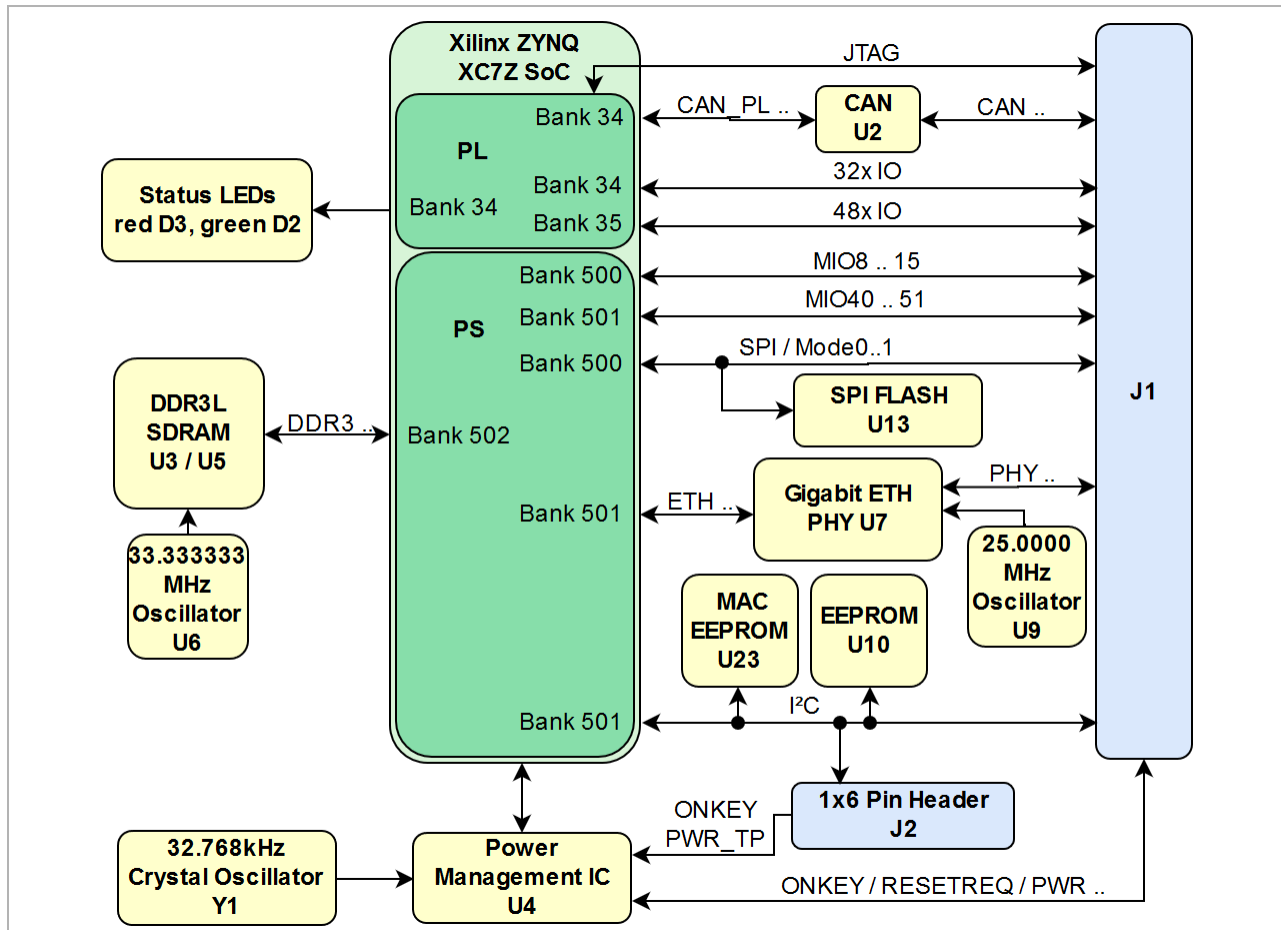 Xilinx ZYNQ
XC7Z SoC
JTAG
Bank 34
CAN_PL ..
CAN
U2
CAN ..
PL
Bank 34
32x IO
Status LEDs
red D3, green D2
Bank 34
Bank 35
48x IO
Bank 500
MIO8 .. 15
PS
Bank 501
MIO40 .. 51
Bank 500
SPI / Mode0..1
SPI FLASH
U13
J1
DDR3L
SDRAM
U3 / U5
DDR3 ..
Bank 502
Bank 501
ETH ..
Gigabit ETH
PHY U7
PHY ..
33.333333
MHz
Oscillator
U6
25.0000
MHz
Oscillator
U9
MAC
EEPROM
U23
EEPROM
U10
Bank 501
I²C
1x6 Pin Header
J2
ONKEY
PWR_TP
32.768kHz
Crystal Oscillator
Y1
Power
Management IC
U4
ONKEY / RESETREQ / PWR ..